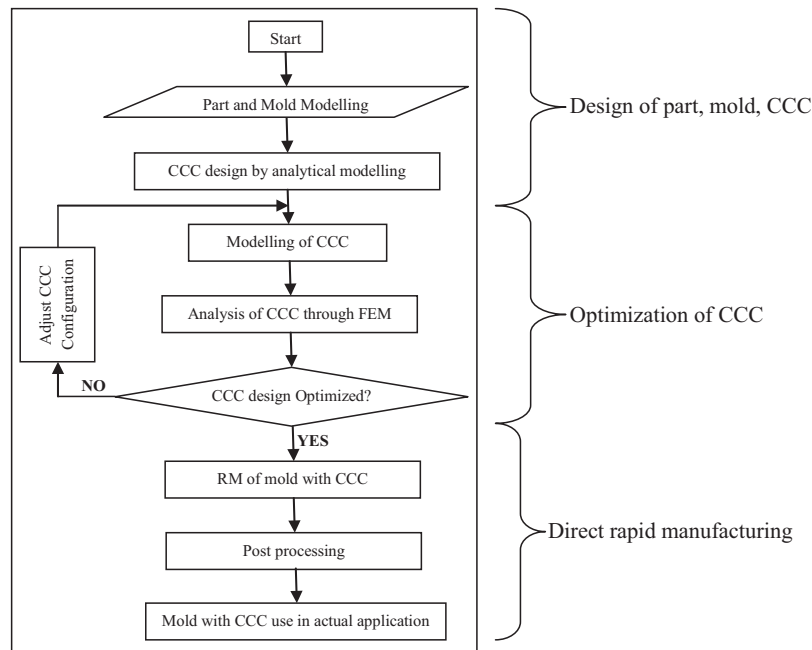 Start
Part and Mold Modelling
CCC design by analytical modelling
Modelling of CCC
Adjust CCC
Configuration
Analysis of CCC through FEM
CCC design Optimized?
NO
YES
RM of mold with CCC
Post processing
Mold with CCC use in actual application
Design of part, mold, CCC
Optimization of CCC
Direct rapid manufacturing